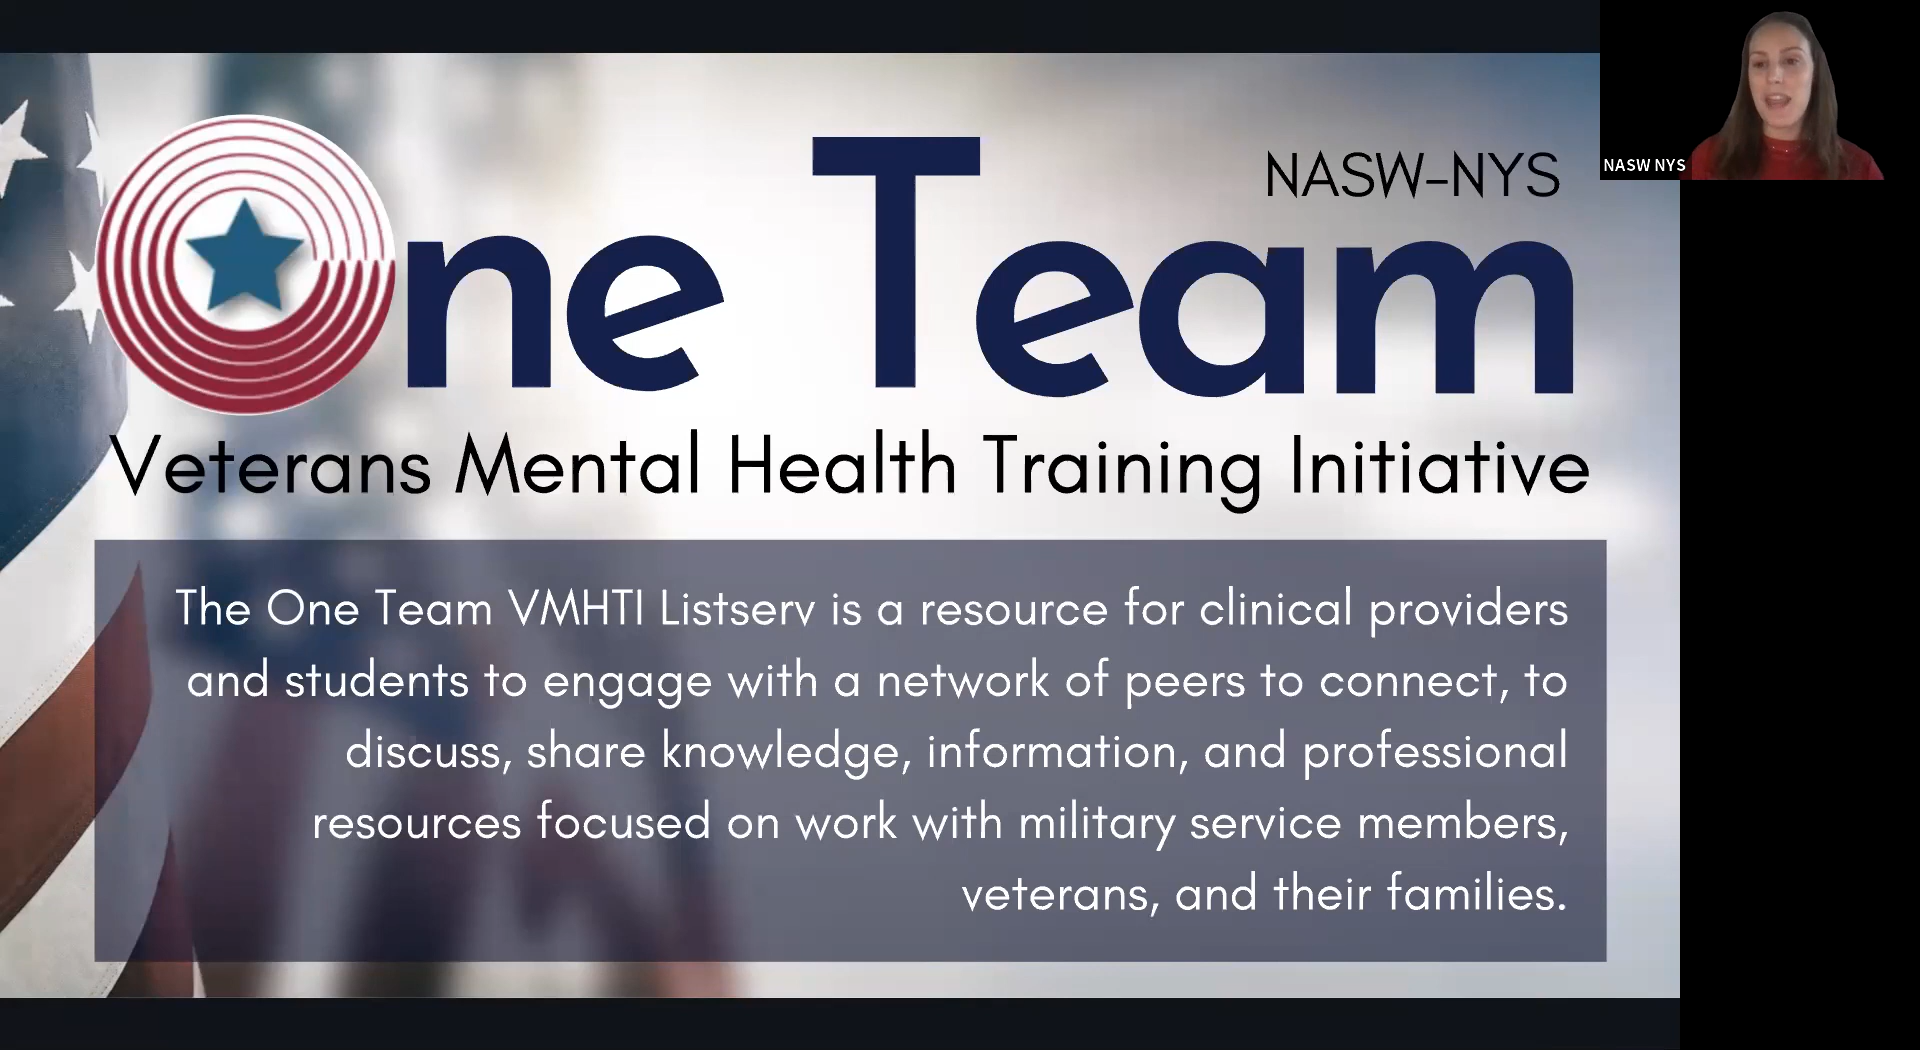 NASW-NYS
One Team
Veterans Mental Health Training Initiative
The One Team VMHTI Listserv is a resource for clinical providers
and students to engage with a network of peers to connect, to
discuss, share knowledge, information, and professional
resources focused on work with military service members,
veterans, and their families.
NASW NYS